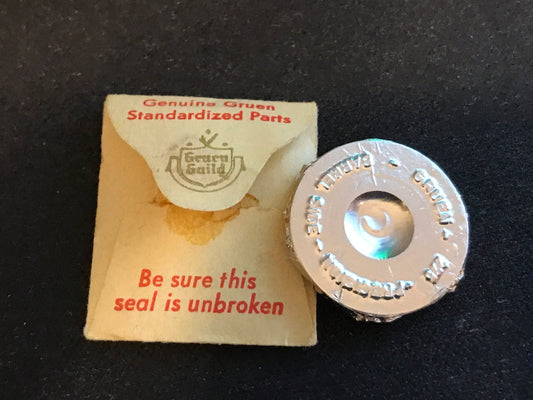 Genuine Gruen
Standardized Parts
Gruen
Guild
Be sure this
seal is unbroken
GRUEN